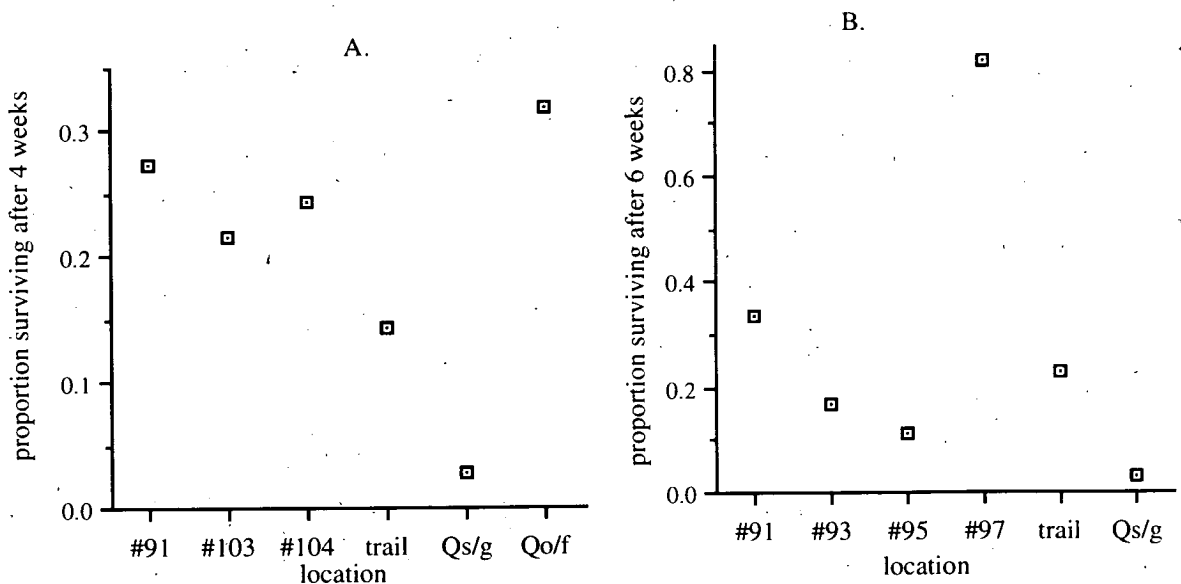 A.
proportion surviving after 4 weeks
0.3
0.2
0.1
0.0
#91 #103 #104 trail Qs/g Qo/f
location
B.
proportion surviving after 6 weeks
0.8
0.6
0.4
0.2
0.0
#91 #93 #95 #97 trail Qs/g
location